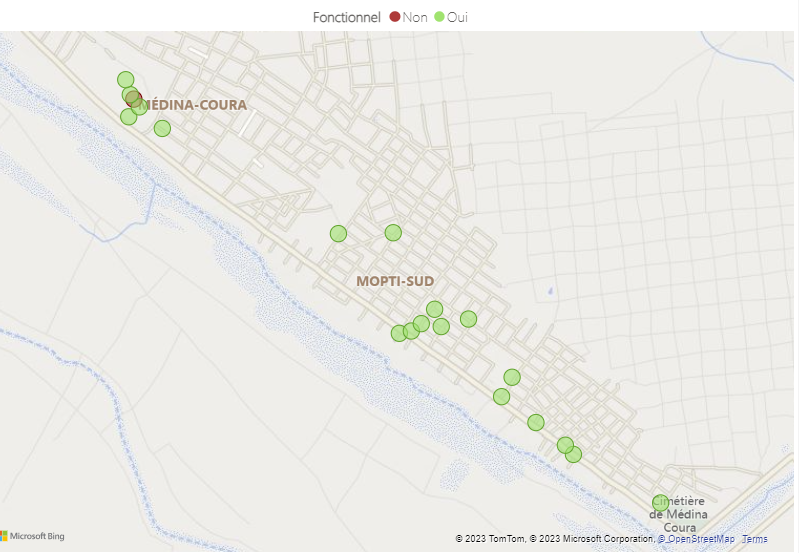 Fonctionnel Non Oui
MÉDINA-COURA
MOPTI-SUD
Cimetière
de Médina
Coura
Microsoft Bing
© 2023 TomTom, © 2023 Microsoft Corporation, © OpenStreetMap Terms